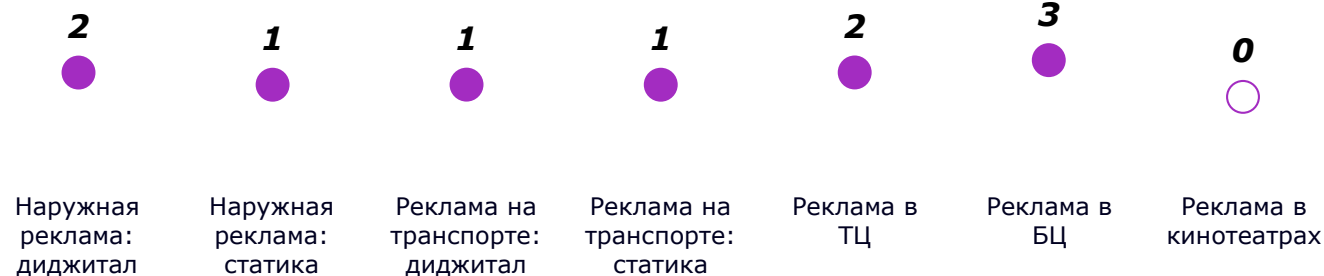 2
1
1
1
2
3
0
Наружная
реклама:
диджитал
Наружная
реклама:
статика
Реклама на
транспорте:
диджитал
Реклама на
транспорте:
статика
Реклама в
ТЦ
Реклама в
БЦ
Реклама в
кинотеатрах